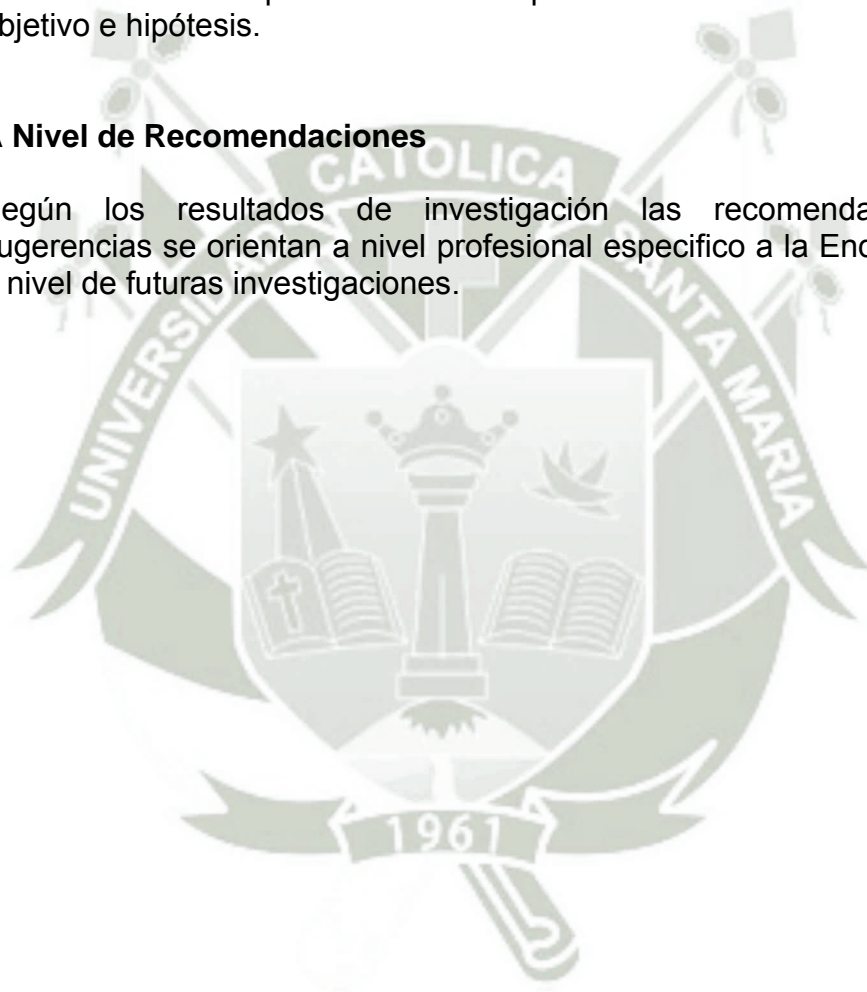 bjetivo e hipótesis.
A Nivel de Recomendaciones
egún los resultados de investigación las recomenda
ugerencias se orientan a nivel profesional especifico a la End
nivel de futuras investigaciones.
UNIVERSIDAD CATOLICA SANTA MARIA
1961